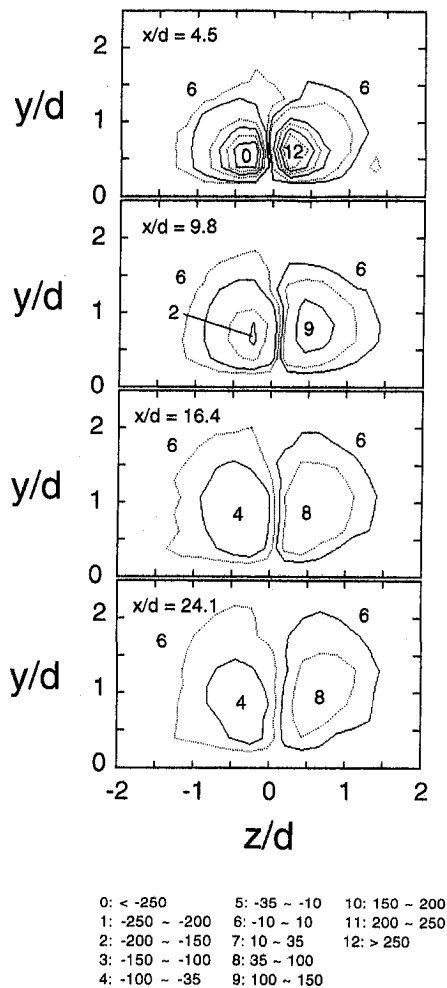 x/d = 4.5
2
y/d
6
6
1
0
12
0
x/d = 9.8
2
y/d
6
6
2
9
1
0
x/d = 16.4
2
6
6
y/d
1
4
8
0
x/d = 24.1
2
6
6
y/d
1
4
8
0
-2 -1 0 1 2
z/d
0: < -250 5: -35 ~ -10 10: 150 ~ 200
1: -250 ~ -200 6: -10 ~ 10 11: 200 ~ 250
2: -200 ~ -150 7: 10 ~ 35 12: > 250
3: -150 ~ -100 8: 35 ~ 100
4: -100 ~ -35 9: 100 ~ 150